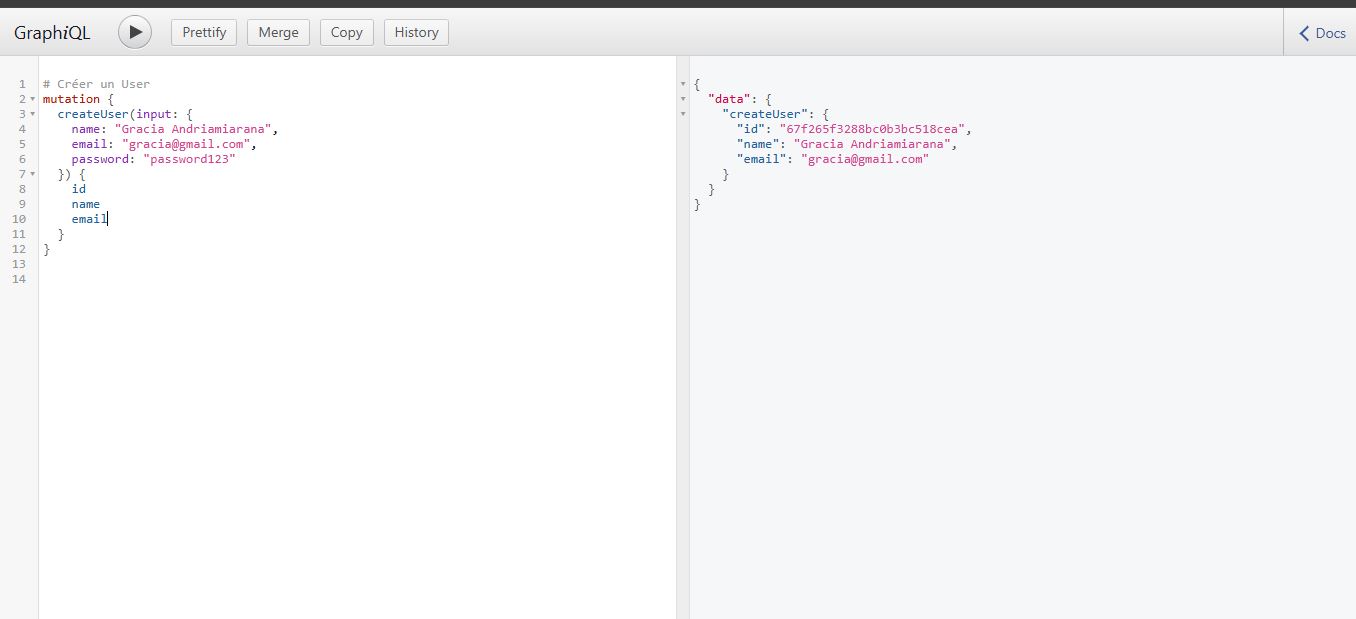 GraphiQL Prettify Merge Copy History Docs
1 # Créer un User
2 mutation {
3 createUser(input: {
4 name: "Gracia Andriamiarana",
5 email: "gracia@gmail.com",
6 password: "password123"
7 }) {
8 id
9 name
10 email
11 }
12 }
13
14
{
"data": {
"createUser": {
"id": "67f265f3288bc0b3bc518cea",
"name": "Gracia Andriamiarana",
"email": "gracia@gmail.com"
}
}
}